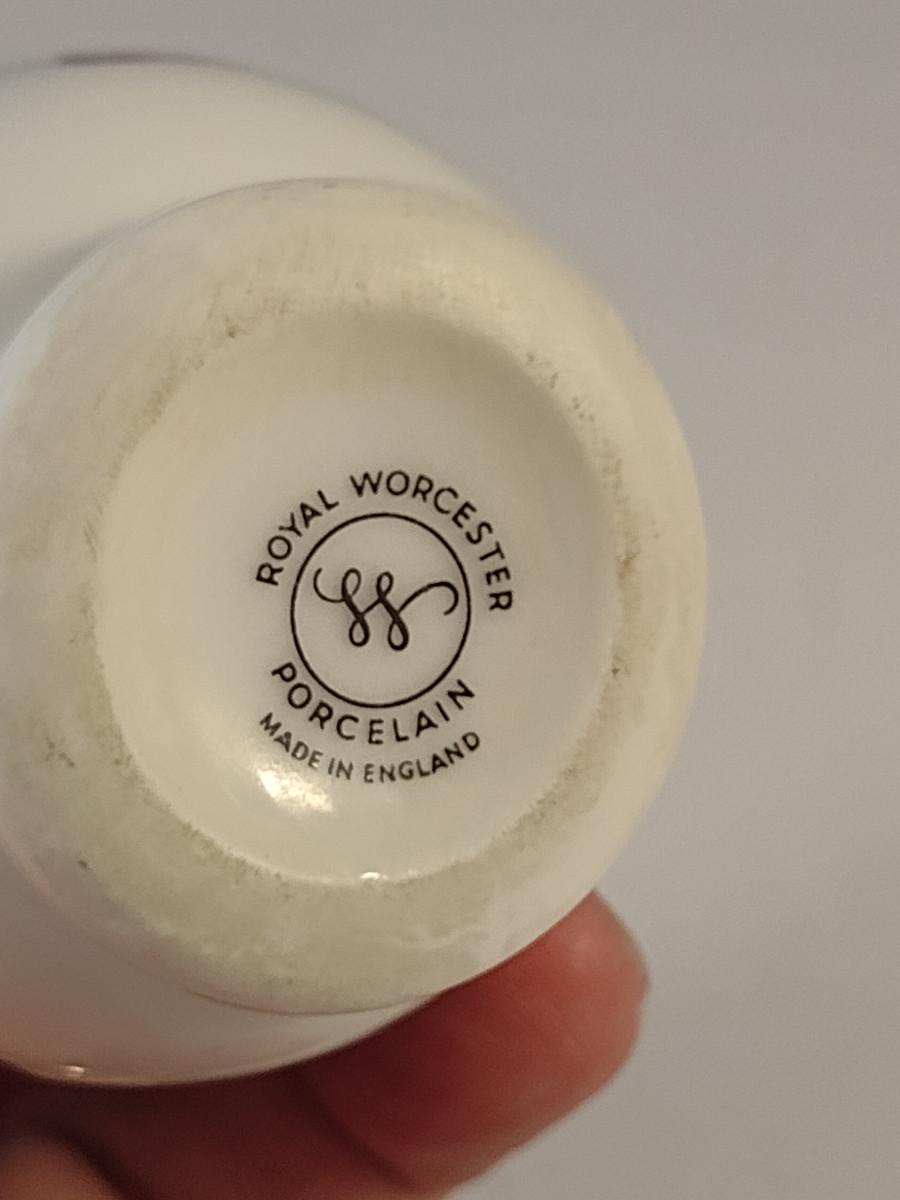 ROYAL WORCESTER
W
PORCELAIN
MADE IN ENGLAND